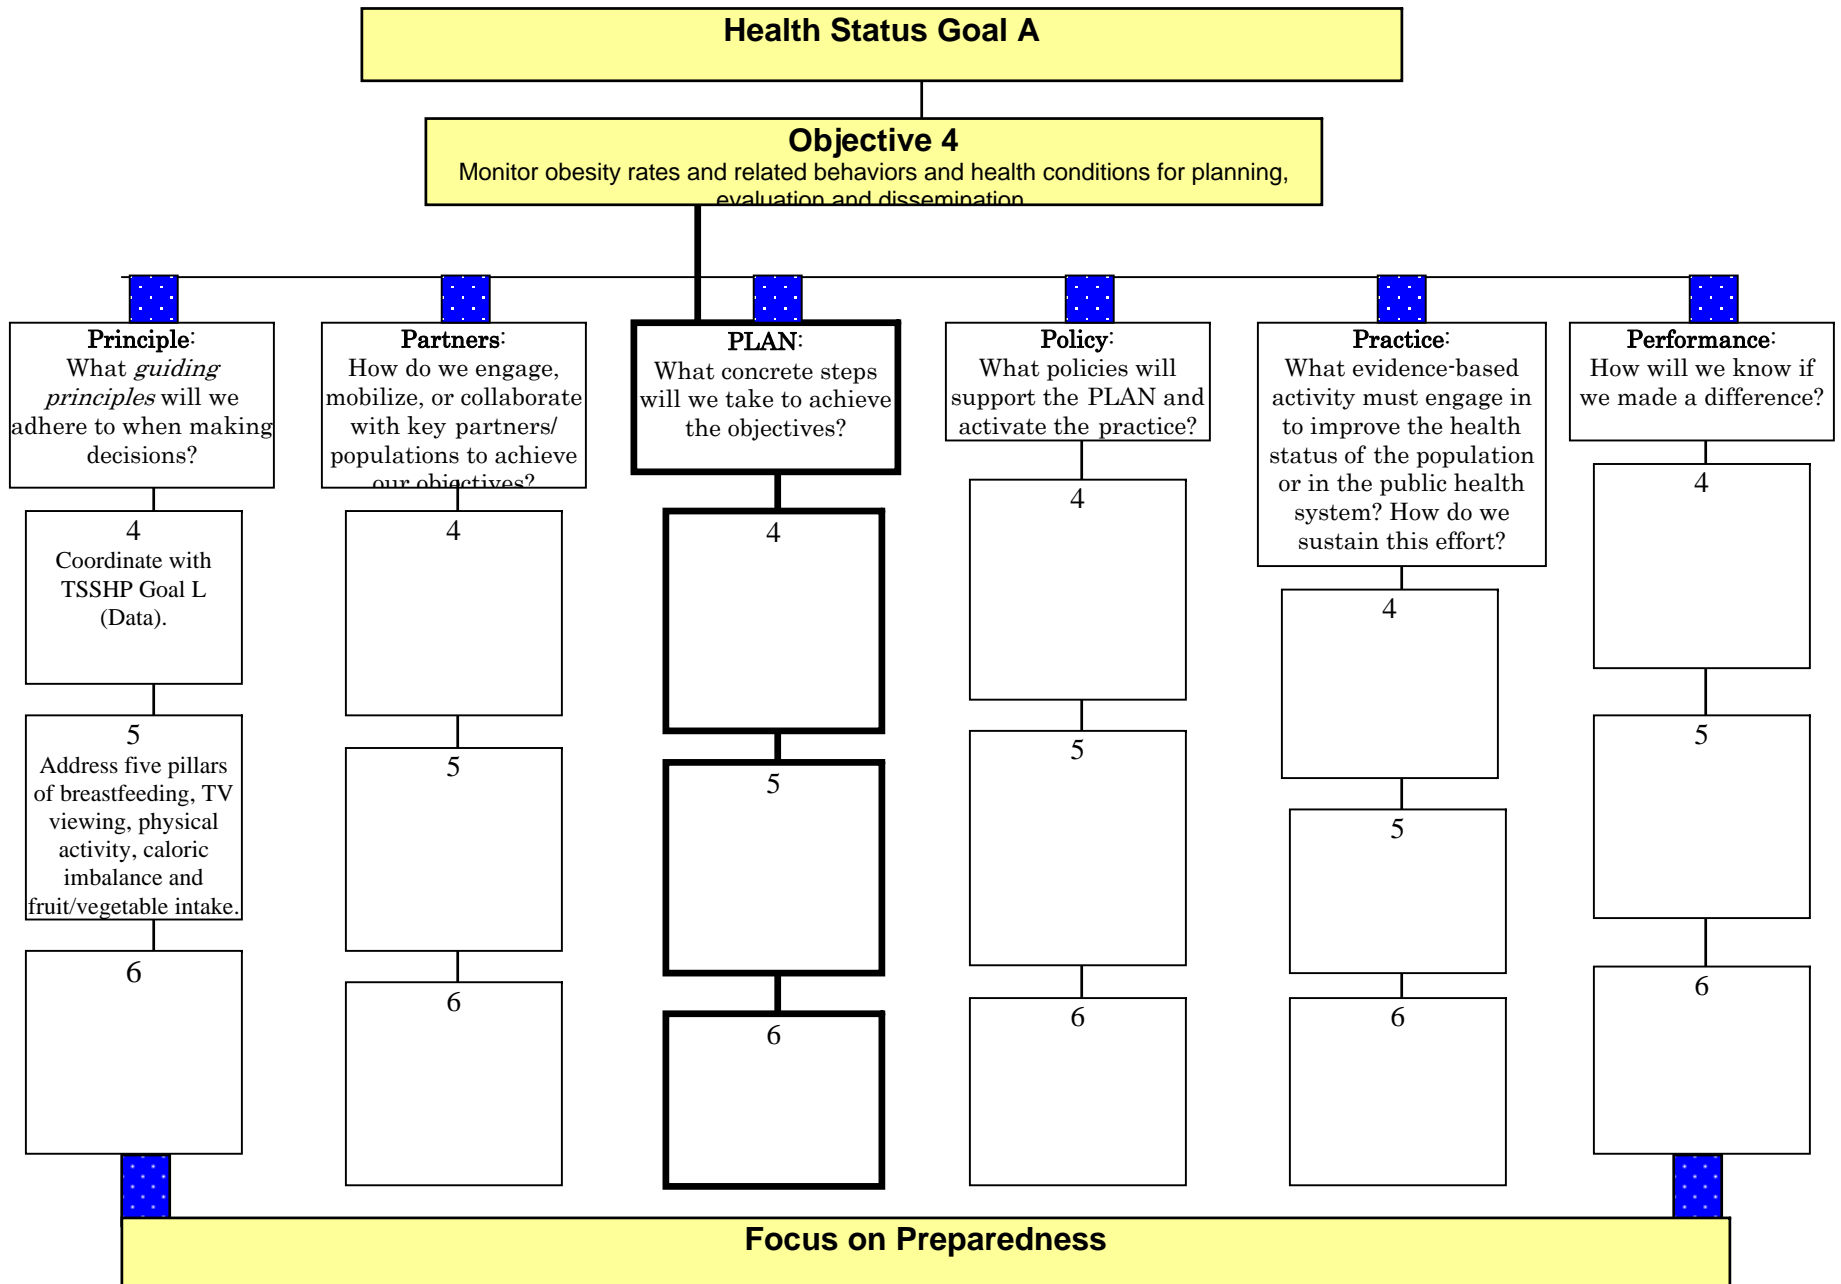 Health Status Goal A
Objective 4
Monitor obesity rates and related behaviors and health conditions for planning,
evaluation and dissemination
Principle:
What guiding
principles will we
adhere to when making
decisions?
4
Coordinate with
TSSHP Goal L
(Data).
5
Address five pillars
of breastfeeding, TV
viewing, physical
activity, caloric
imbalance and
fruit/vegetable intake.
6
Partners:
How do we engage,
mobilize, or collaborate
with key partners/
populations to achieve
our objectives?
4
5
6
PLAN:
What concrete steps
will we take to achieve
the objectives?
4
5
6
Policy:
What policies will
support the PLAN and
activate the practice?
4
5
6
Practice:
What evidence-based
activity must engage in
to improve the health
status of the population
or in the public health
system? How do we
sustain this effort?
4
5
6
Performance:
How will we know if
we made a difference?
4
5
6
Focus on Preparedness